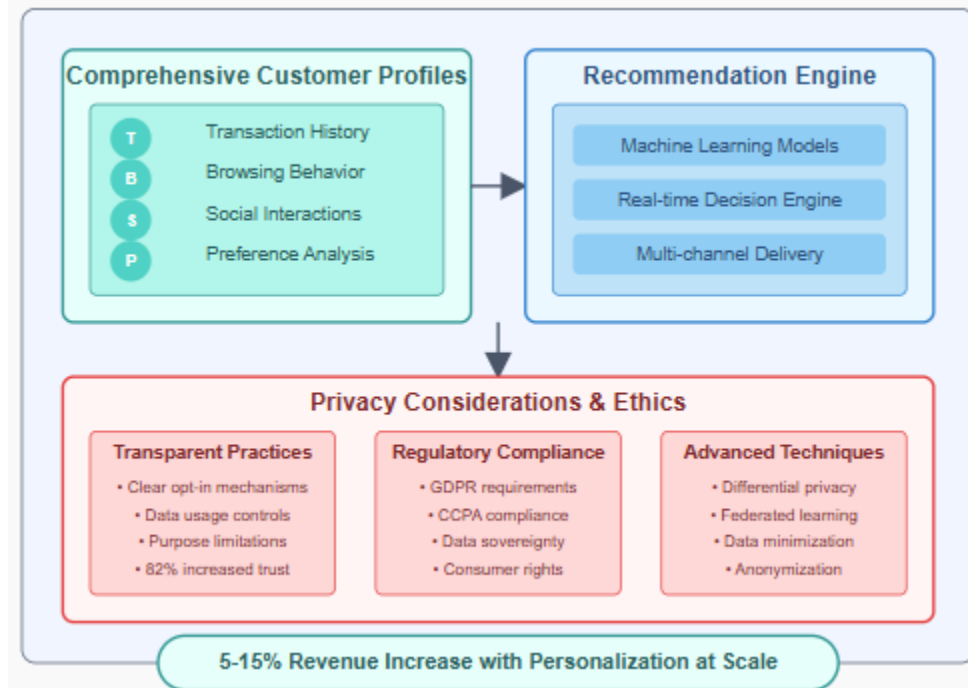 Comprehensive Customer Profiles
T Transaction History
B Browsing Behavior
S Social Interactions
P Preference Analysis
Recommendation Engine
Machine Learning Models
Real-time Decision Engine
Multi-channel Delivery
Privacy Considerations & Ethics
Transparent Practices
• Clear opt-in mechanisms
• Data usage controls
• Purpose limitations
• 82% increased trust
Regulatory Compliance
• GDPR requirements
• CCPA compliance
• Data sovereignty
• Consumer rights
Advanced Techniques
• Differential privacy
• Federated learning
• Data minimization
• Anonymization
5-15% Revenue Increase with Personalization at Scale